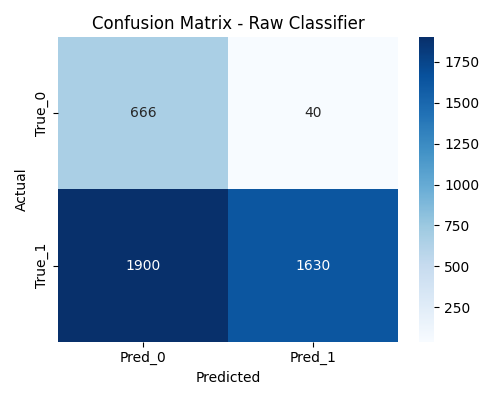 Confusion Matrix - Raw Classifier
Actual
True_0
True_1
666
40
1900
1630
Pred_0
Pred_1
Predicted
1750
1500
1250
1000
750
500
250